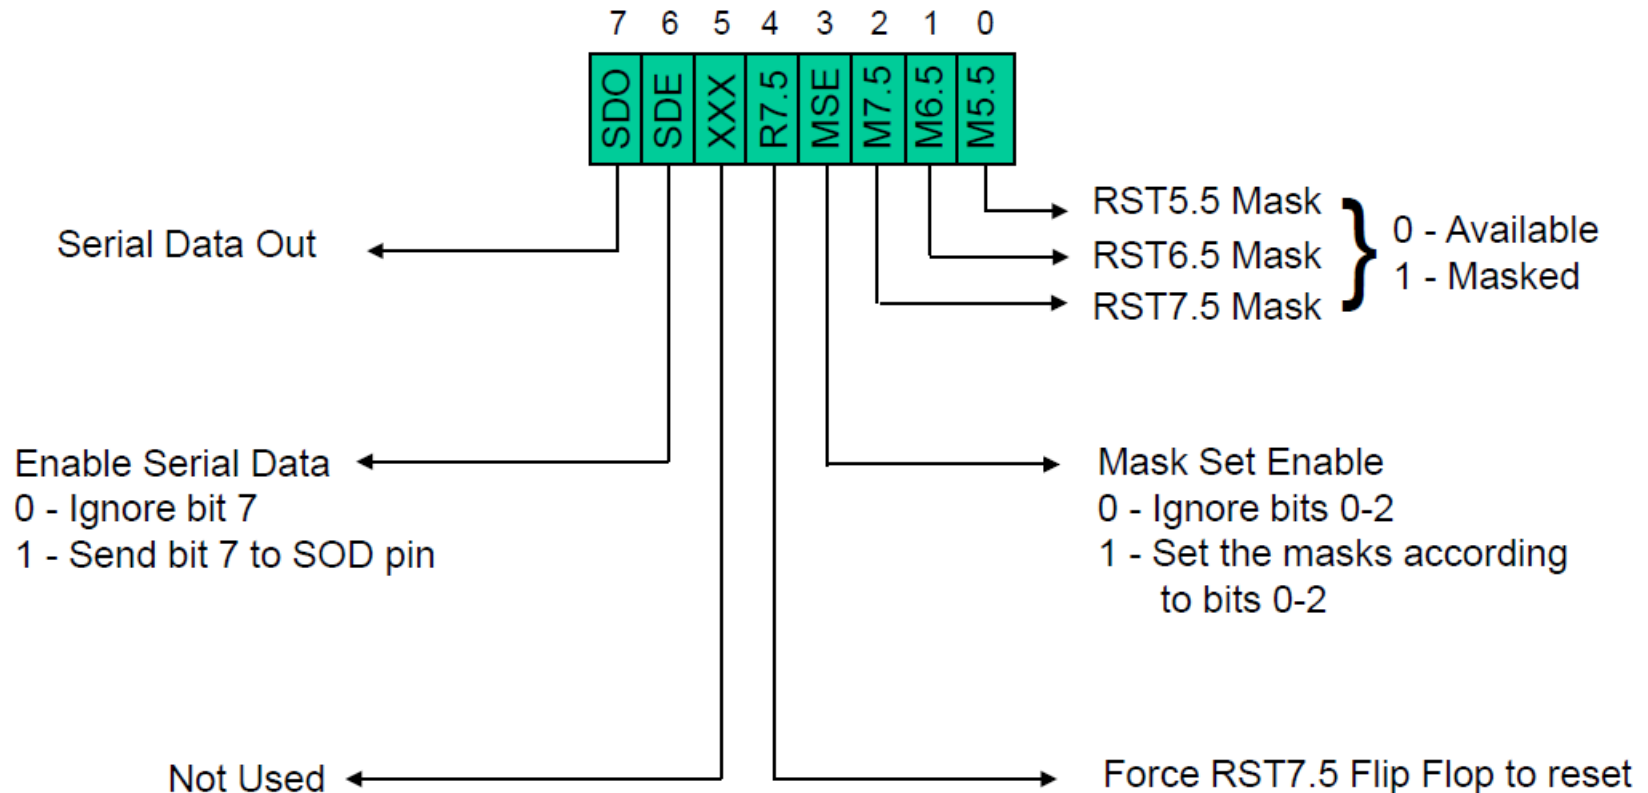 7 6 5 4 3 2 1 0
SDO SDE XXX R7.5 MSE M7.5 M6.5 M5.5
RST5.5 Mask
RST6.5 Mask
RST7.5 Mask
0 - Available
1 - Masked
Serial Data Out
Enable Serial Data
0 - Ignore bit 7
1 - Send bit 7 to SOD pin
Mask Set Enable
0 - Ignore bits 0-2
1 - Set the masks according
to bits 0-2
Not Used
Force RST7.5 Flip Flop to reset